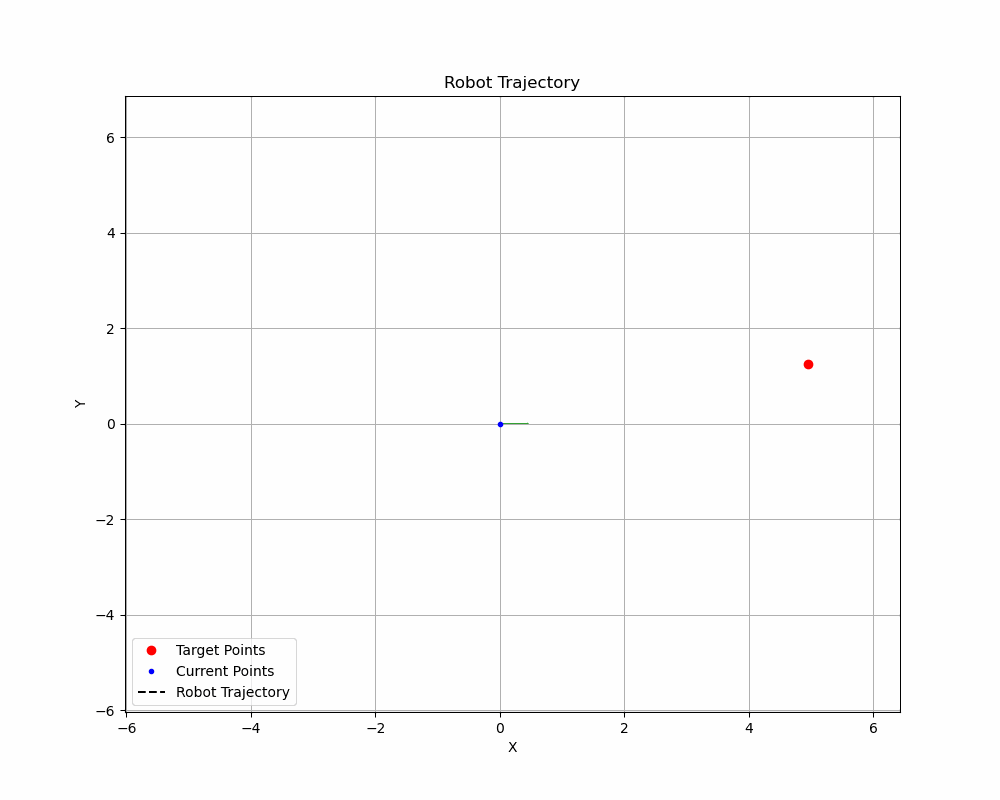 Robot Trajectory
6
4
2
0
−2
−4
−6
Y
Target Points
Current Points
Robot Trajectory
−6 −4 −2 0 2 4 6
X